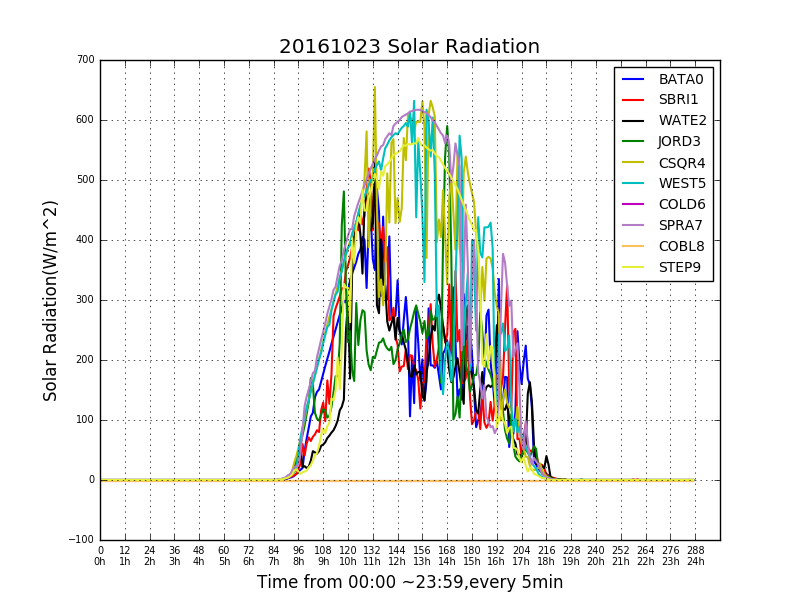 20161023 Solar Radiation
700
600
500
400
300
200
100
0
−100
Solar Radiation(W/m^2)
BATA0
SBRI1
WATE2
JORD3
CSQR4
WEST5
COLD6
SPRA7
COBL8
STEP9
0 12 24 36 48 60 72 84 96 108 120 132 144 156 168 180 192 204 216 228 240 252 264 276 288
0h 1h 2h 3h 4h 5h 6h 7h 8h 9h 10h 11h 12h 13h 14h 15h 16h 17h 18h 19h 20h 21h 22h 23h 24h
Time from 00:00 ~23:59,every 5min